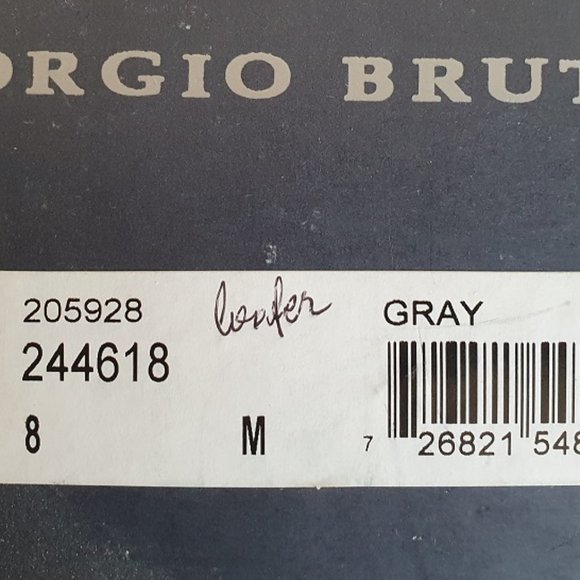 ORGIO BRUT
205928 loafer GRAY
244618
8 M 7 26821 548